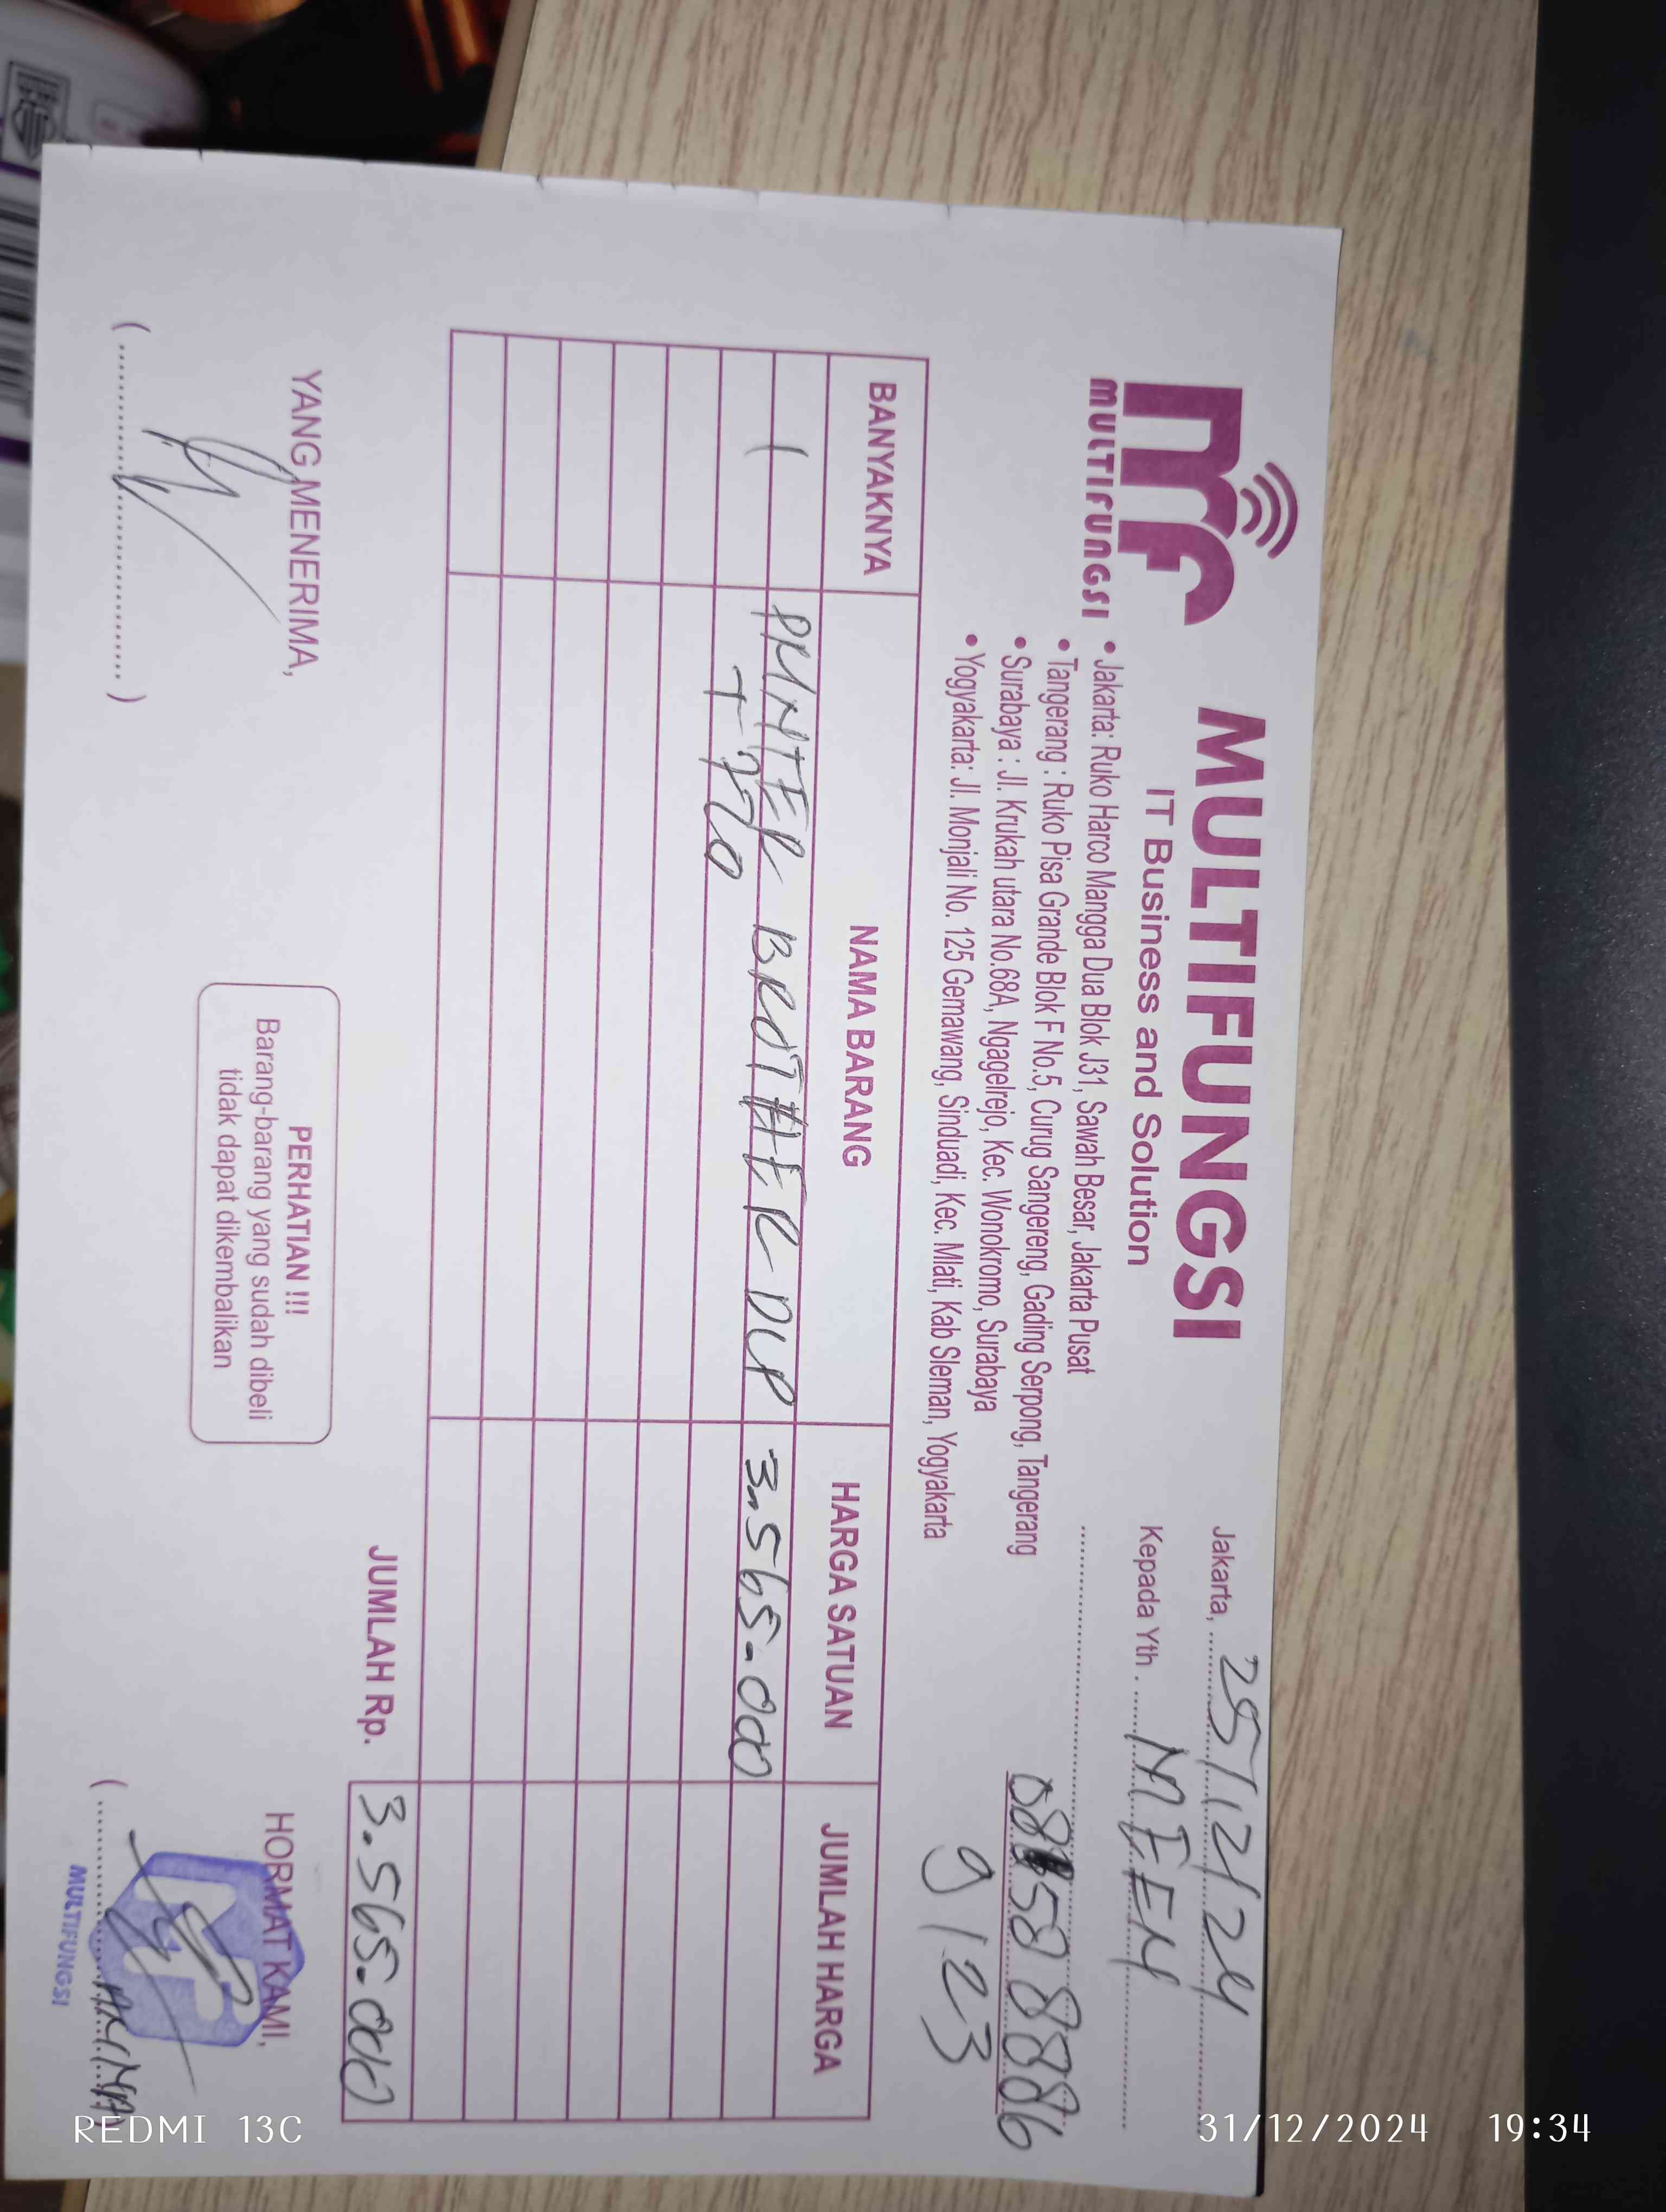 MULTIFUNGSI
MULTIFUNGSI
IT Business and Solution
• Jakarta: Ruko Harco Mangga Dua Blok J31, Sawah Besar, Jakarta Pusat
• Tangerang : Ruko Pisa Grande Blok F No.5, Curug Sangereng, Gading Serpong, Tangerang
• Surabaya : Jl. Krukah utara No.68A, Ngagelrejo, Kec. Wonokromo, Surabaya
• Yogyakarta: Jl. Monjali No. 125 Gemawang, Sinduadi, Kec. Mlati, Kab Sleman, Yogyakarta
Jakarta, 25/12/24
Kepada Yth.
9123
BANYAKNYA NAMA BARANG HARGA SATUAN JUMLAH HARGA
1 PRINTER BROTHER DCP 3.565.000
T 720
JUMLAH Rp. 3.565.000
YANG MENERIMA,
PERHATIAN !!!
Barang-barang yang sudah dibeli
tidak dapat dikembalikan
HORMAT KAMI,
MULTIFUNGSI
REDMI 13C
31/12/2024 19:34